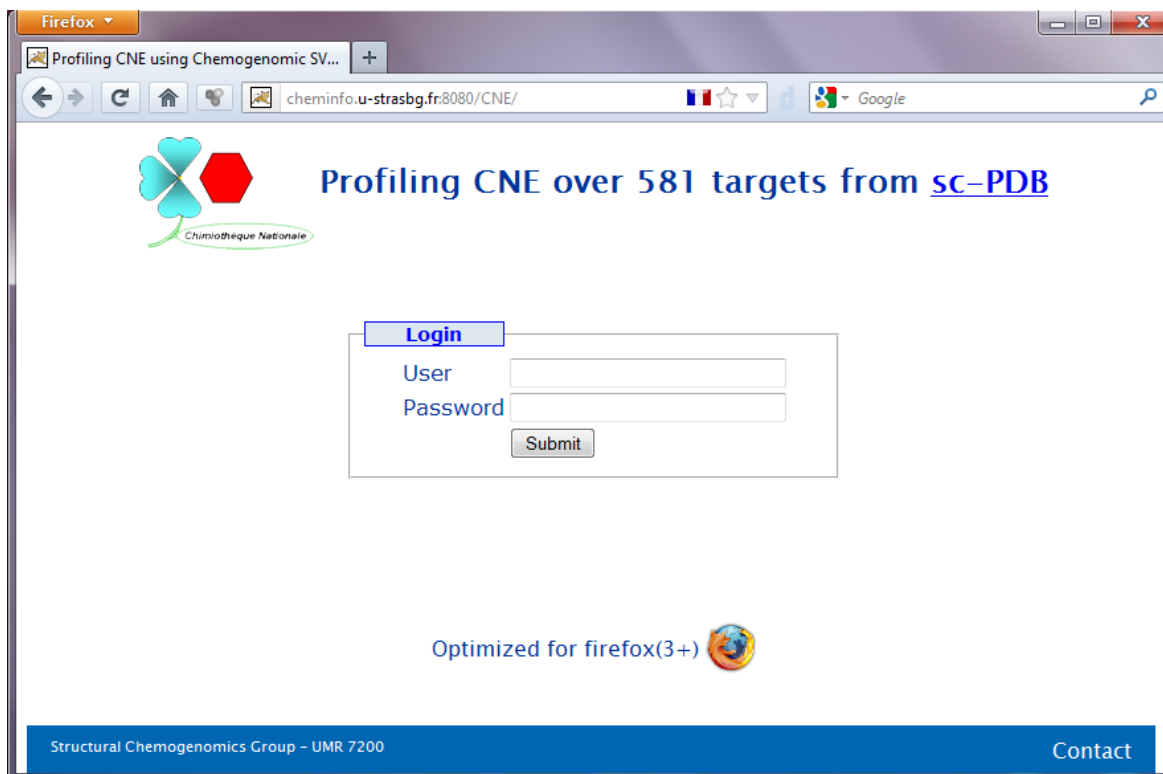 Firefox
Profiling CNE using Chemogenomic SV...
cheminfo.u-strasbg.fr:8080/CNE/
Google
Profiling CNE over 581 targets from sc-PDB
Chimiothèque Nationale
Login
User
Password
Submit
Optimized for firefox(3+)
Structural Chemogenomics Group - UMR 7200
Contact